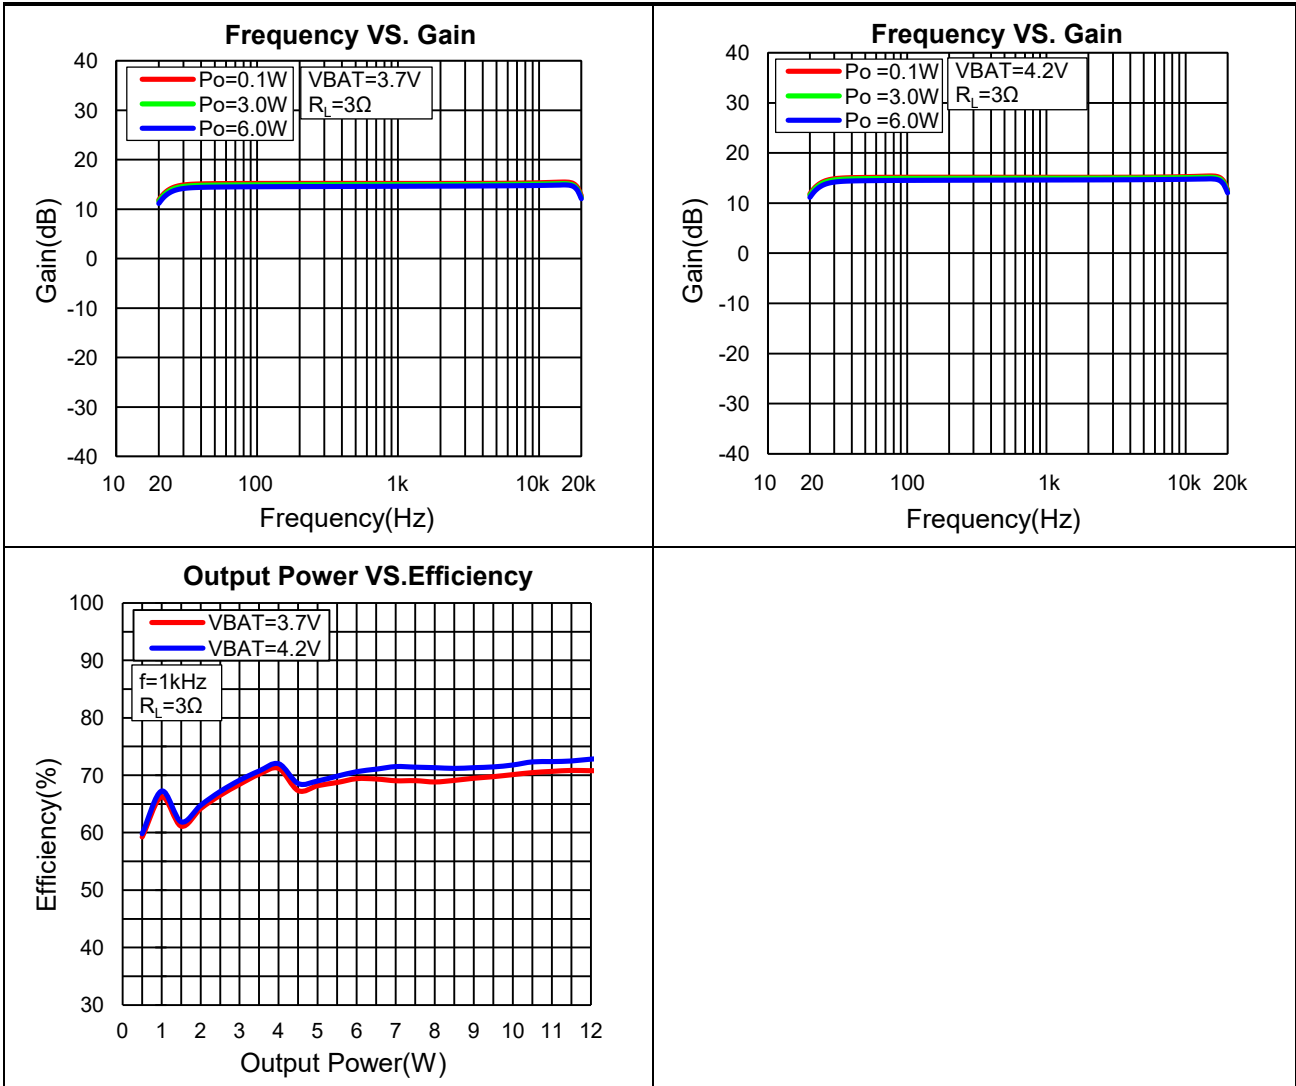 Frequency VS. Gain
40
30
20
10
0
-10
-20
-30
-40
Gain(dB)
Po=0.1W
Po=3.0W
Po=6.0W
VBAT=3.7V
RL=3Ω
10 20 100 1k 10k 20k
Frequency(Hz)
Frequency VS. Gain
40
30
20
10
0
-10
-20
-30
-40
Gain(dB)
Po =0.1W
Po =3.0W
Po =6.0W
VBAT=4.2V
RL=3Ω
10 20 100 1k 10k 20k
Frequency(Hz)
Output Power VS.Efficiency
100
90
80
70
60
50
40
30
Efficiency(%)
VBAT=3.7V
VBAT=4.2V
f=1kHz
RL=3Ω
0 1 2 3 4 5 6 7 8 9 10 11 12
Output Power(W)